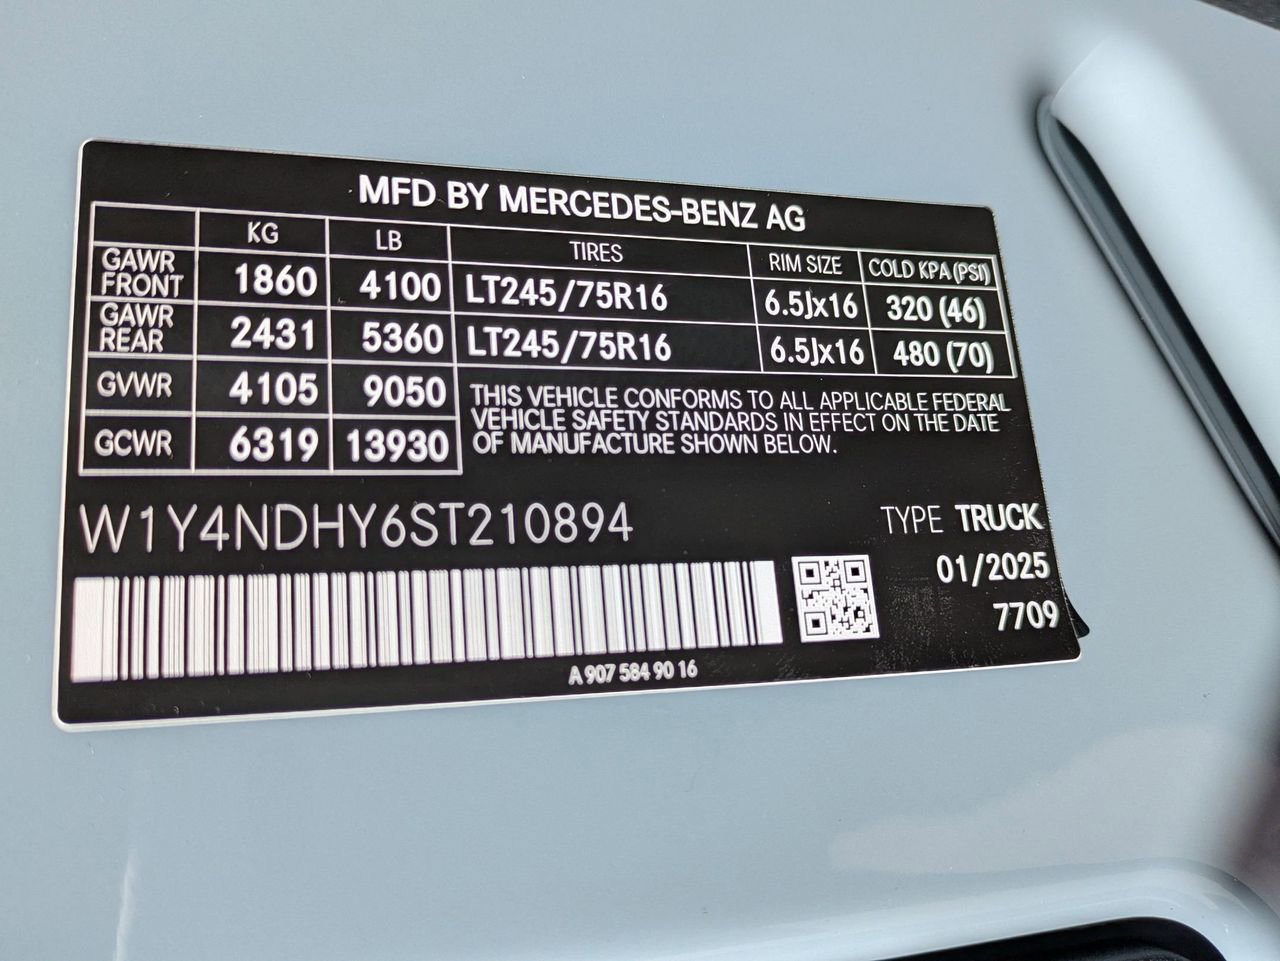 MFD BY MERCEDES-BENZ AG
KG LB TIRES RIM SIZE COLD KPA (PSI)
GAWR FRONT 1860 4100 LT245/75R16 6.5Jx16 320 (46)
GAWR REAR 2431 5360 LT245/75R16 6.5Jx16 480 (70)
GVWR 4105 9050
GCWR 6319 13930
THIS VEHICLE CONFORMS TO ALL APPLICABLE FEDERAL
VEHICLE SAFETY STANDARDS IN EFFECT ON THE DATE
OF MANUFACTURE SHOWN BELOW.
W1Y4NDHY6ST210894
TYPE TRUCK
01/2025
7709
A 907 584 90 16